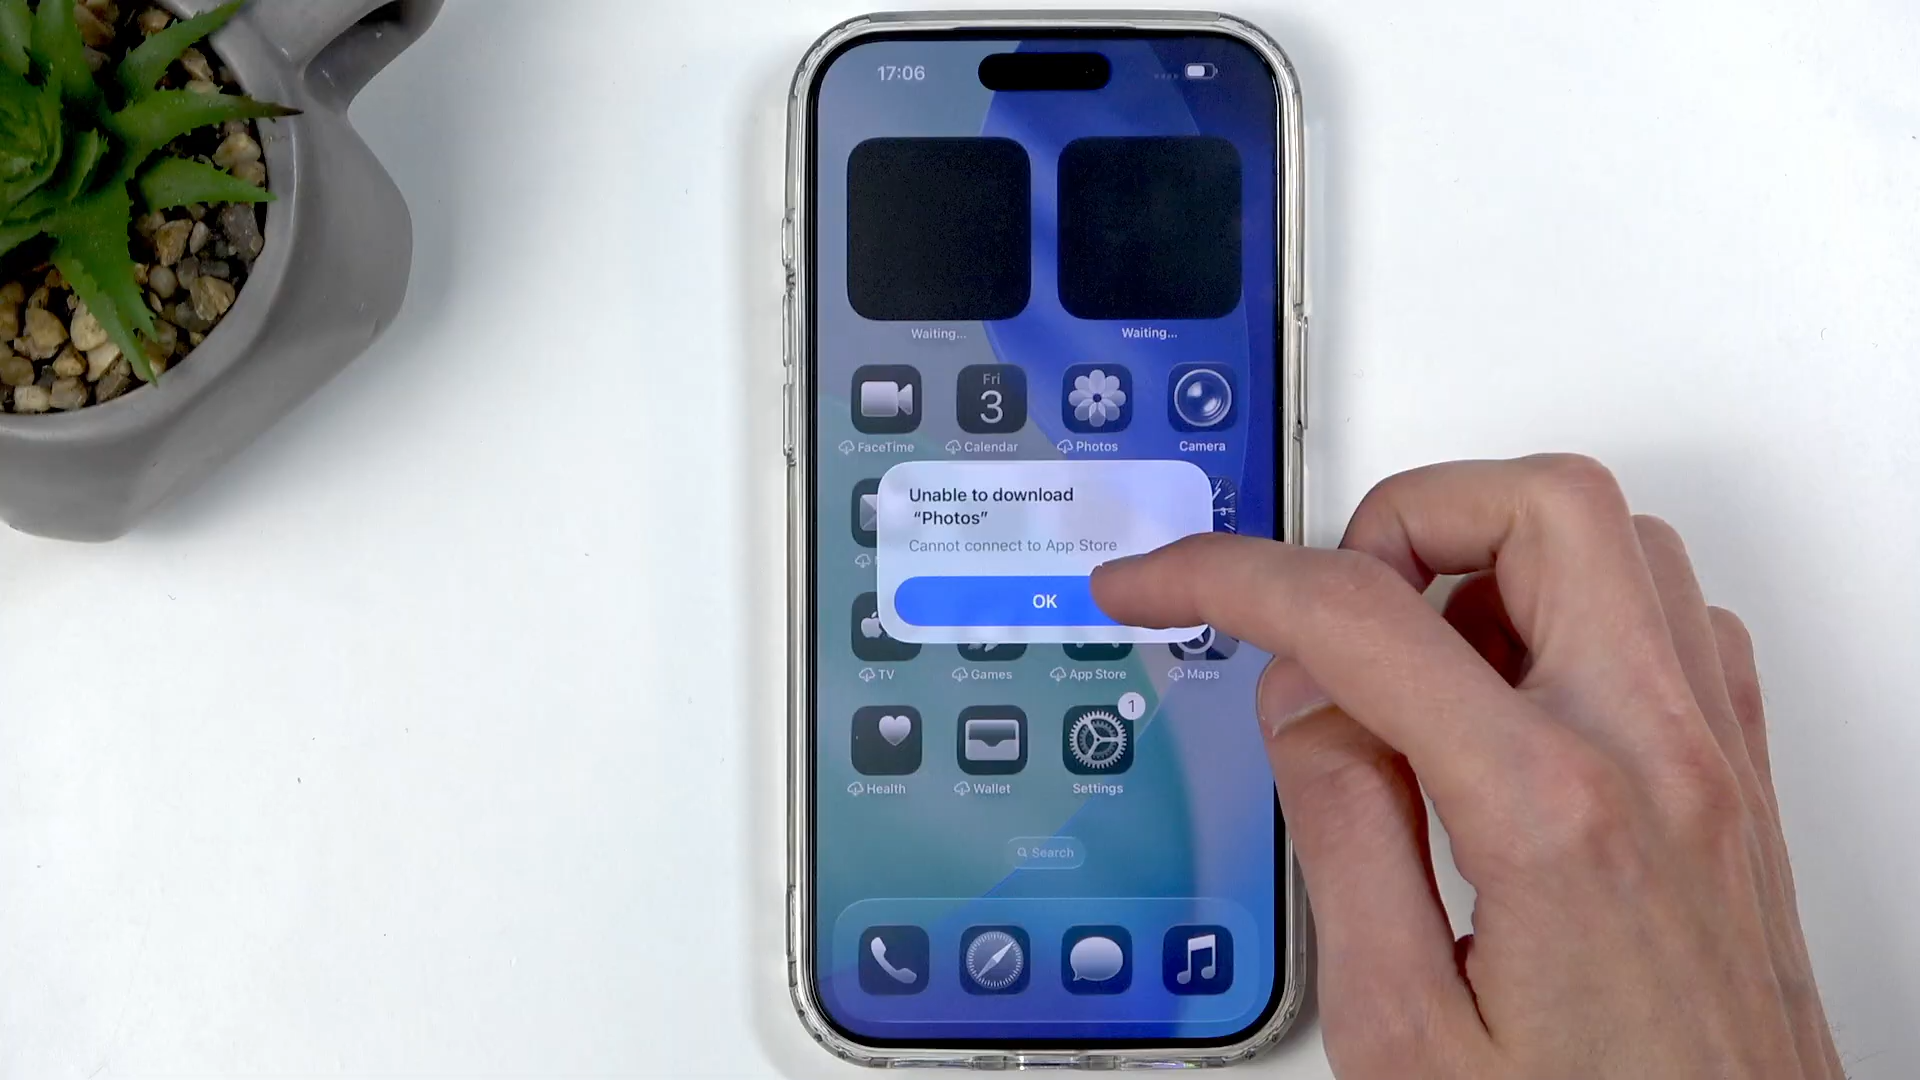 17:06
Waiting...
Waiting...
Fri
3
FaceTime
Calendar
Photos
Camera
Unable to download
“Photos”
Cannot connect to App Store
OK
3
TV
Games
App Store
Maps
1
Health
Wallet
Settings
Search